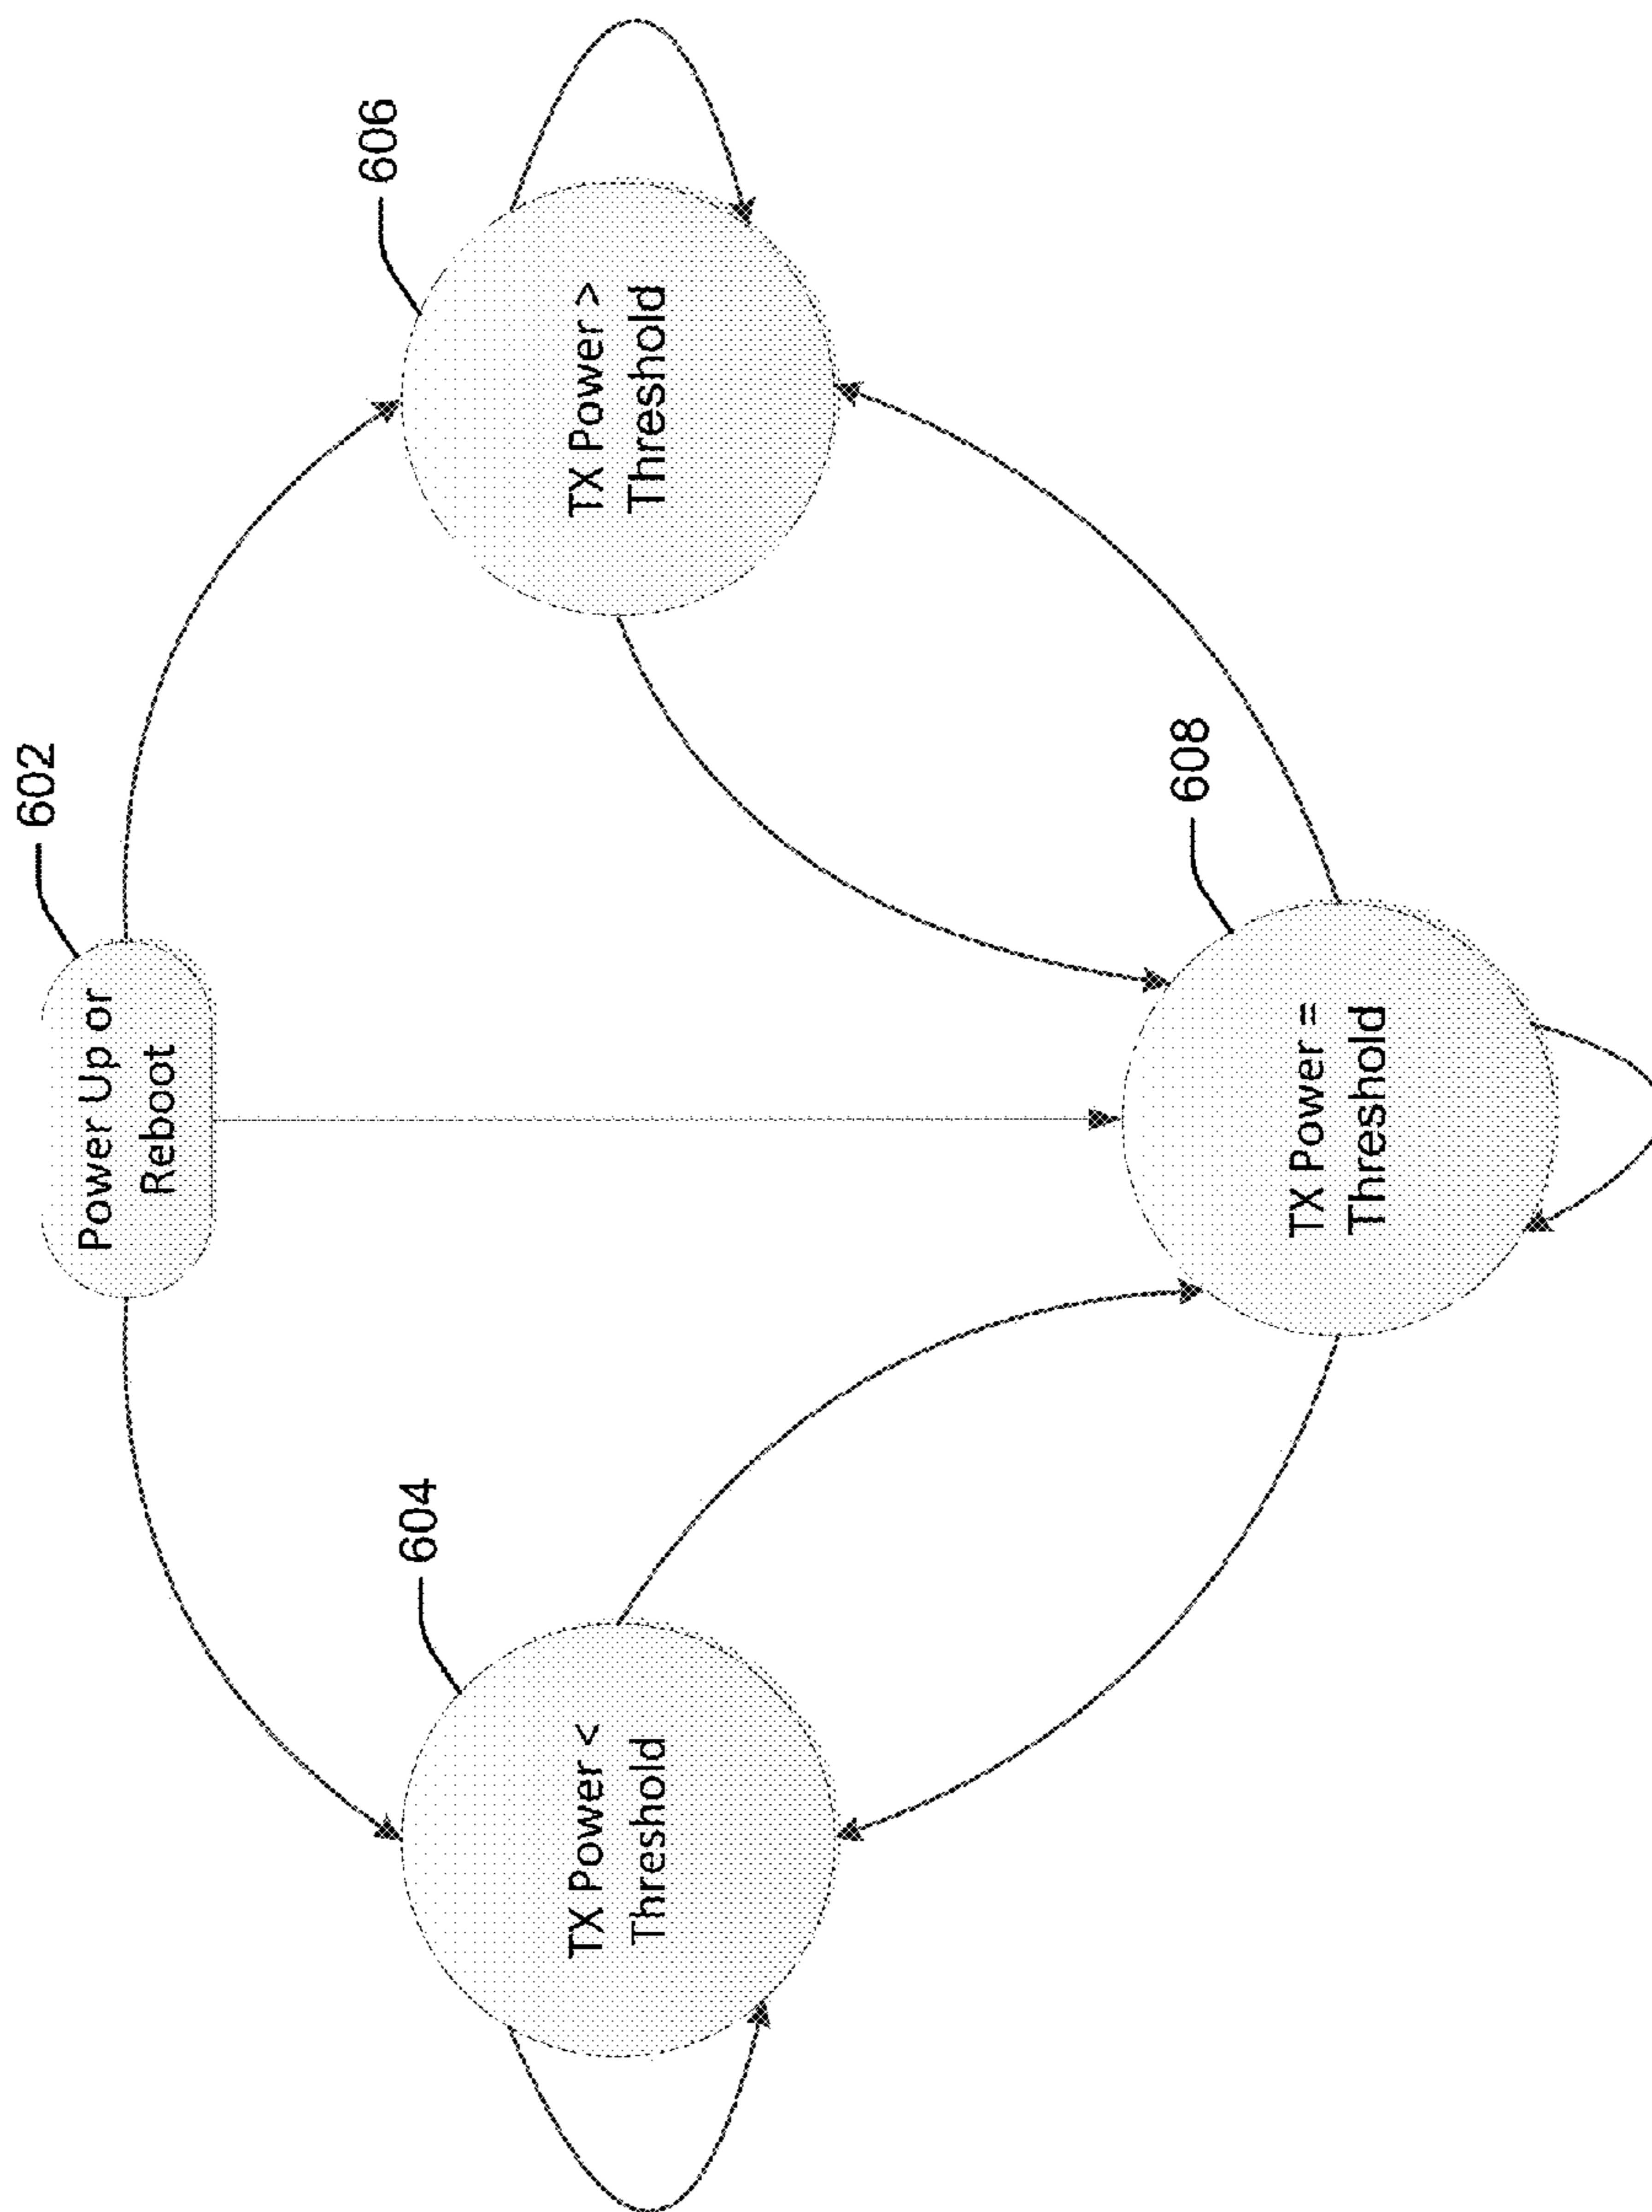 602
Power Up or
Reboot
604
TX Power <
Threshold
606
TX Power >
Threshold
608
TX Power =
Threshold